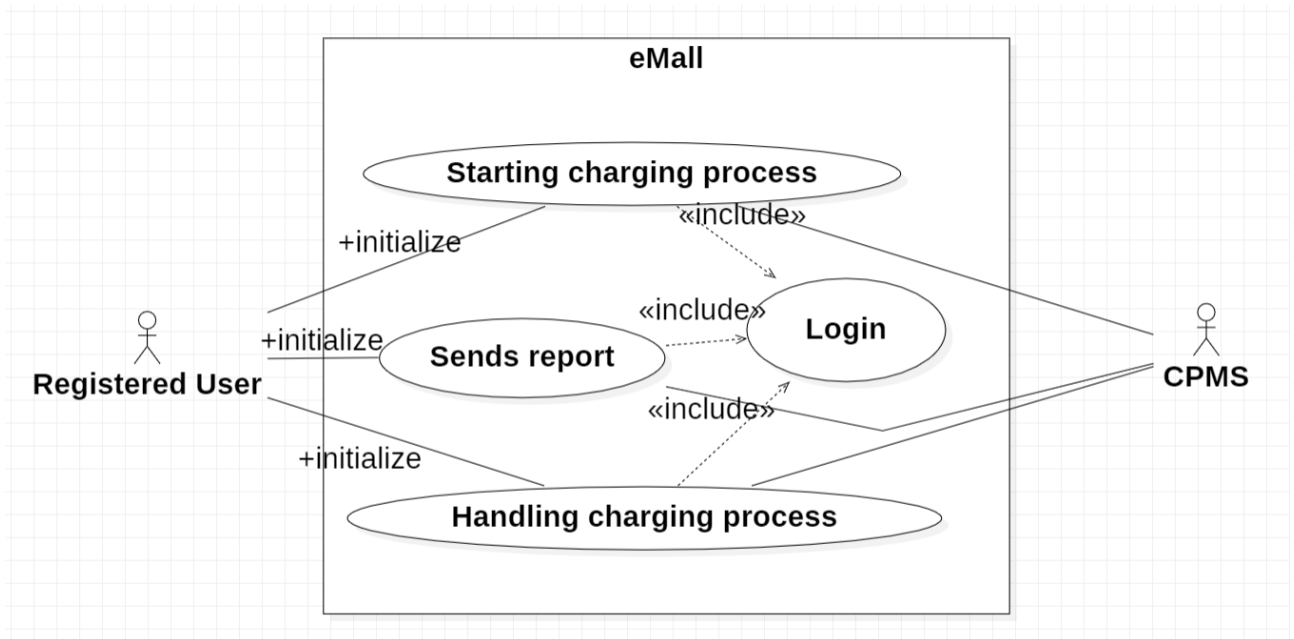 eMall
Starting charging process
«include»
+initialize
«include»
Login
+initialize
Sends report
Registered User
CPMS
«include»
+initialize
Handling charging process